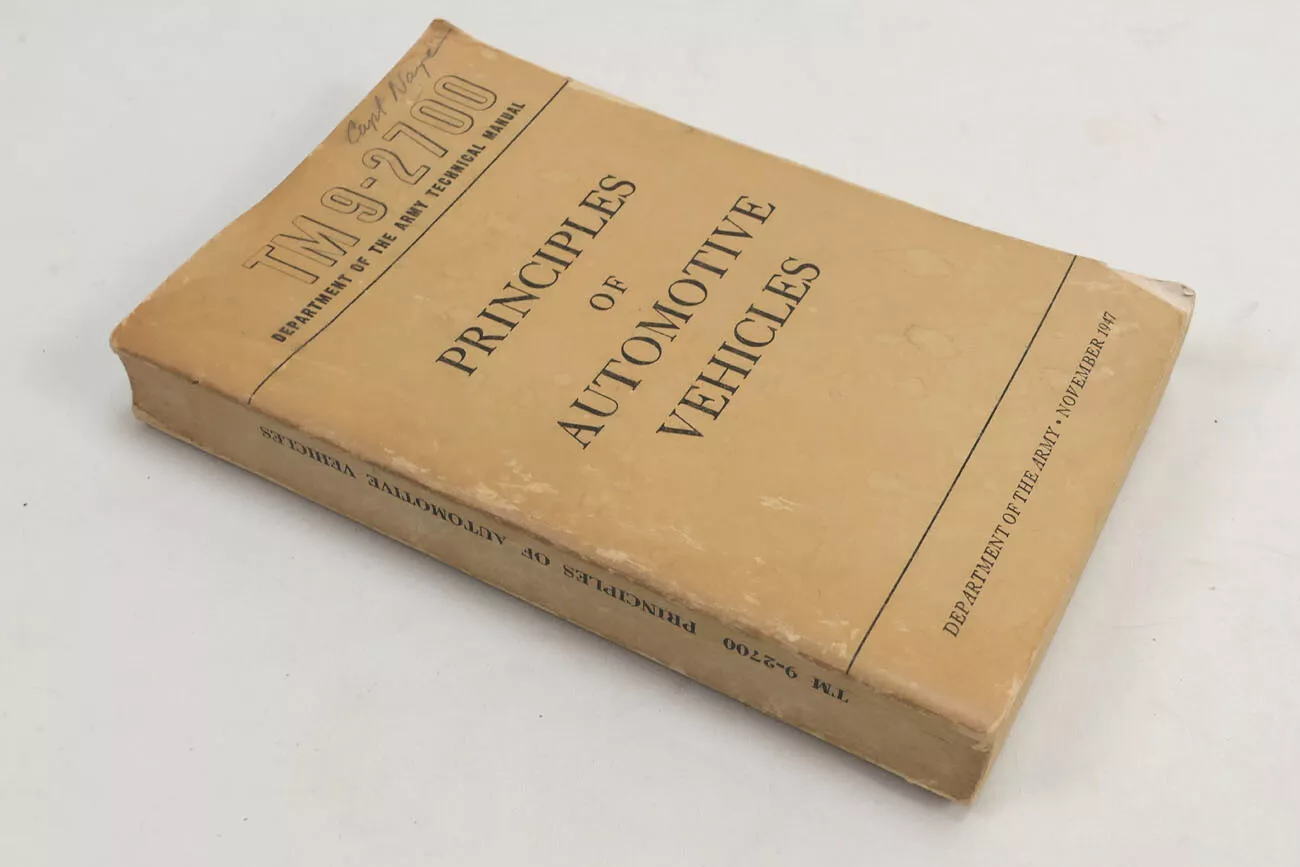 Capt
TM 9-2700
DEPARTMENT OF THE ARMY TECHNICAL MANUAL
PRINCIPLES
OF
AUTOMOTIVE
VEHICLES
DEPARTMENT OF THE ARMY • NOVEMBER 1947
TM 9-2700 PRINCIPLES OF AUTOMOTIVE VEHICLES